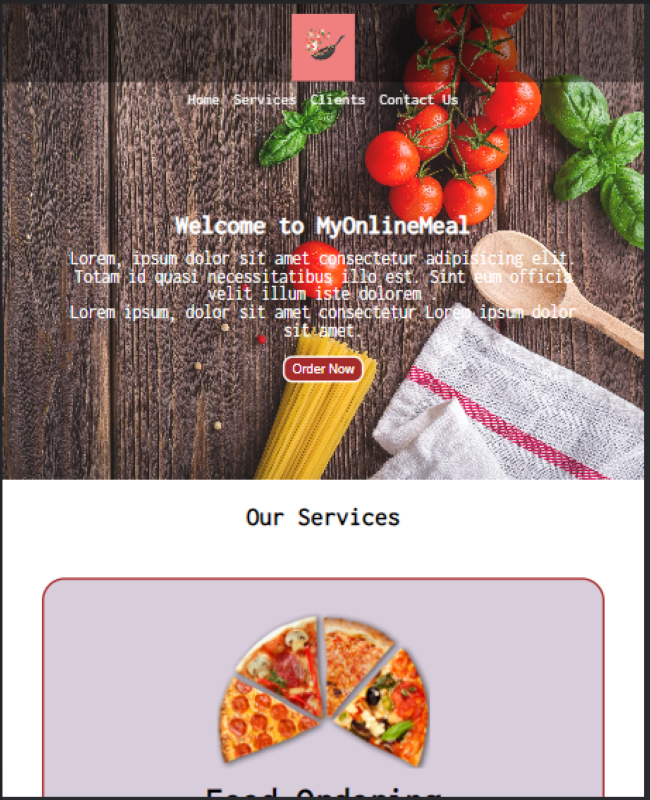 Home Services Clients Contact Us
Welcome to MyOnlineMeal
Lorem, ipsum dolor sit amet consectetur adipisicing elit.
Totam id quasi necessitatibus illo est. Sint eum officia
velit illum iste dolorem
Lorem ipsum, dolor sit amet consectetur Lorem ipsum dolor
sit amet.
Order Now
Our Services
Food Ordering